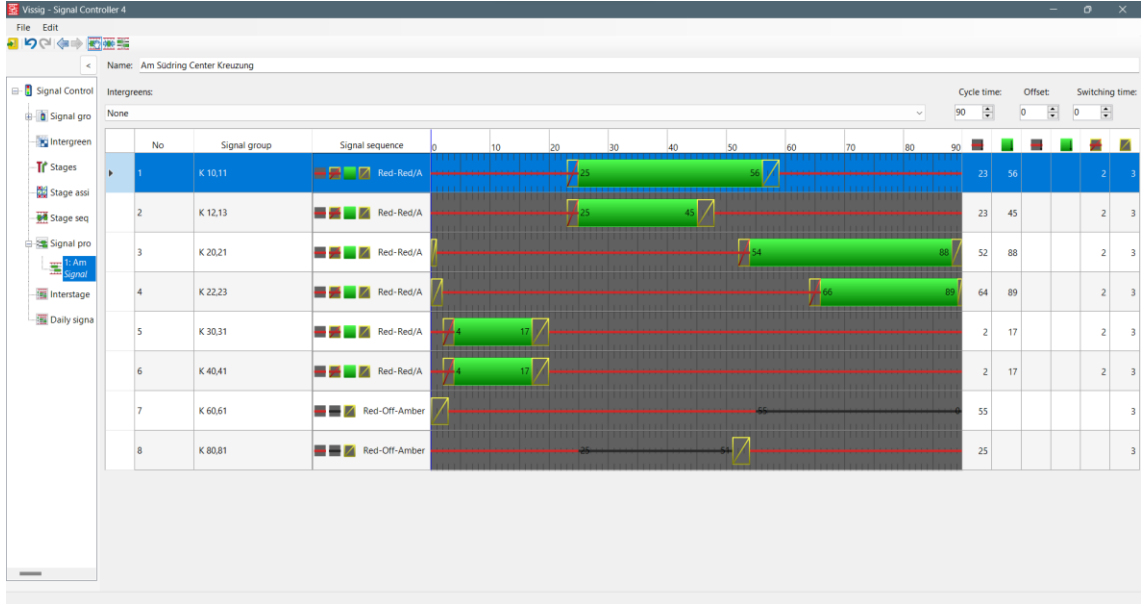 Vissig - Signal Controller 4
File Edit
< Name: Am Südring Center Kreuzung
Signal Control
Signal gro
Intergreen
Stages
Stage assi
Stage seq
Signal pro
1: Am
Signal
Interstage
Daily signa
Intergreens: Cycle time: Offset: Switching time:
None 90 0 0
No Signal group Signal sequence 0 10 20 30 40 50 60 70 80 90
1 K 10,11 Red-Red/A 25 56 23 56 2 3
2 K 12,13 Red-Red/A 25 45 23 45 2 3
3 K 20,21 Red-Red/A 54 88 52 88 2 3
4 K 22,23 Red-Red/A 66 89 64 89 2 3
5 K 30,31 Red-Red/A 4 17 2 17 2 3
6 K 40,41 Red-Red/A 4 17 2 17 2 3
7 K 60,61 Red-Off-Amber 55 0 55 3
8 K 80,81 Red-Off-Amber 25 51 25 3